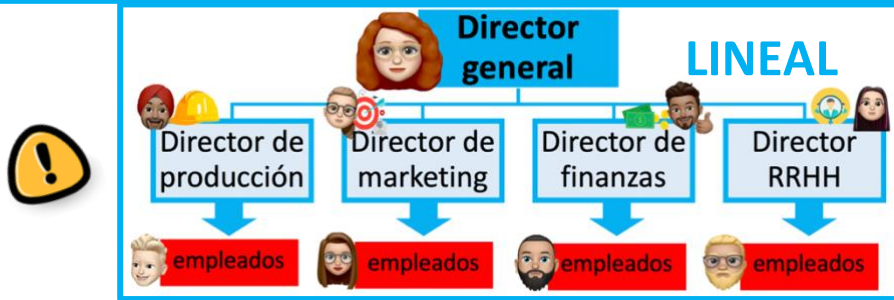 Director
general
LINEAL
Director de
producción
Director de
marketing
Director de
finanzas
Director
RRHH
empleados
empleados
empleados
empleados